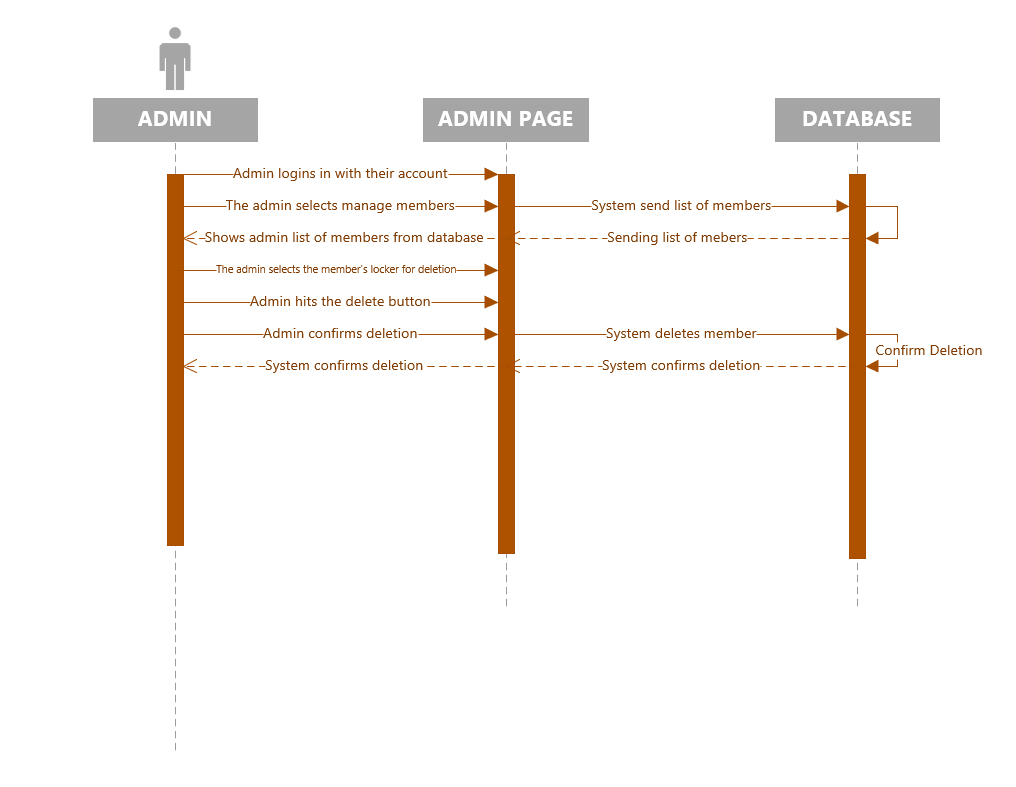 ADMIN
ADMIN PAGE
DATABASE
Admin logins in with their account
The admin selects manage members
System send list of members
Shows admin list of members from database
Sending list of mebers
The admin selects the member's locker for deletion
Admin hits the delete button
Admin confirms deletion
System deletes member
Confirm Deletion
System confirms deletion
System confirms deletion